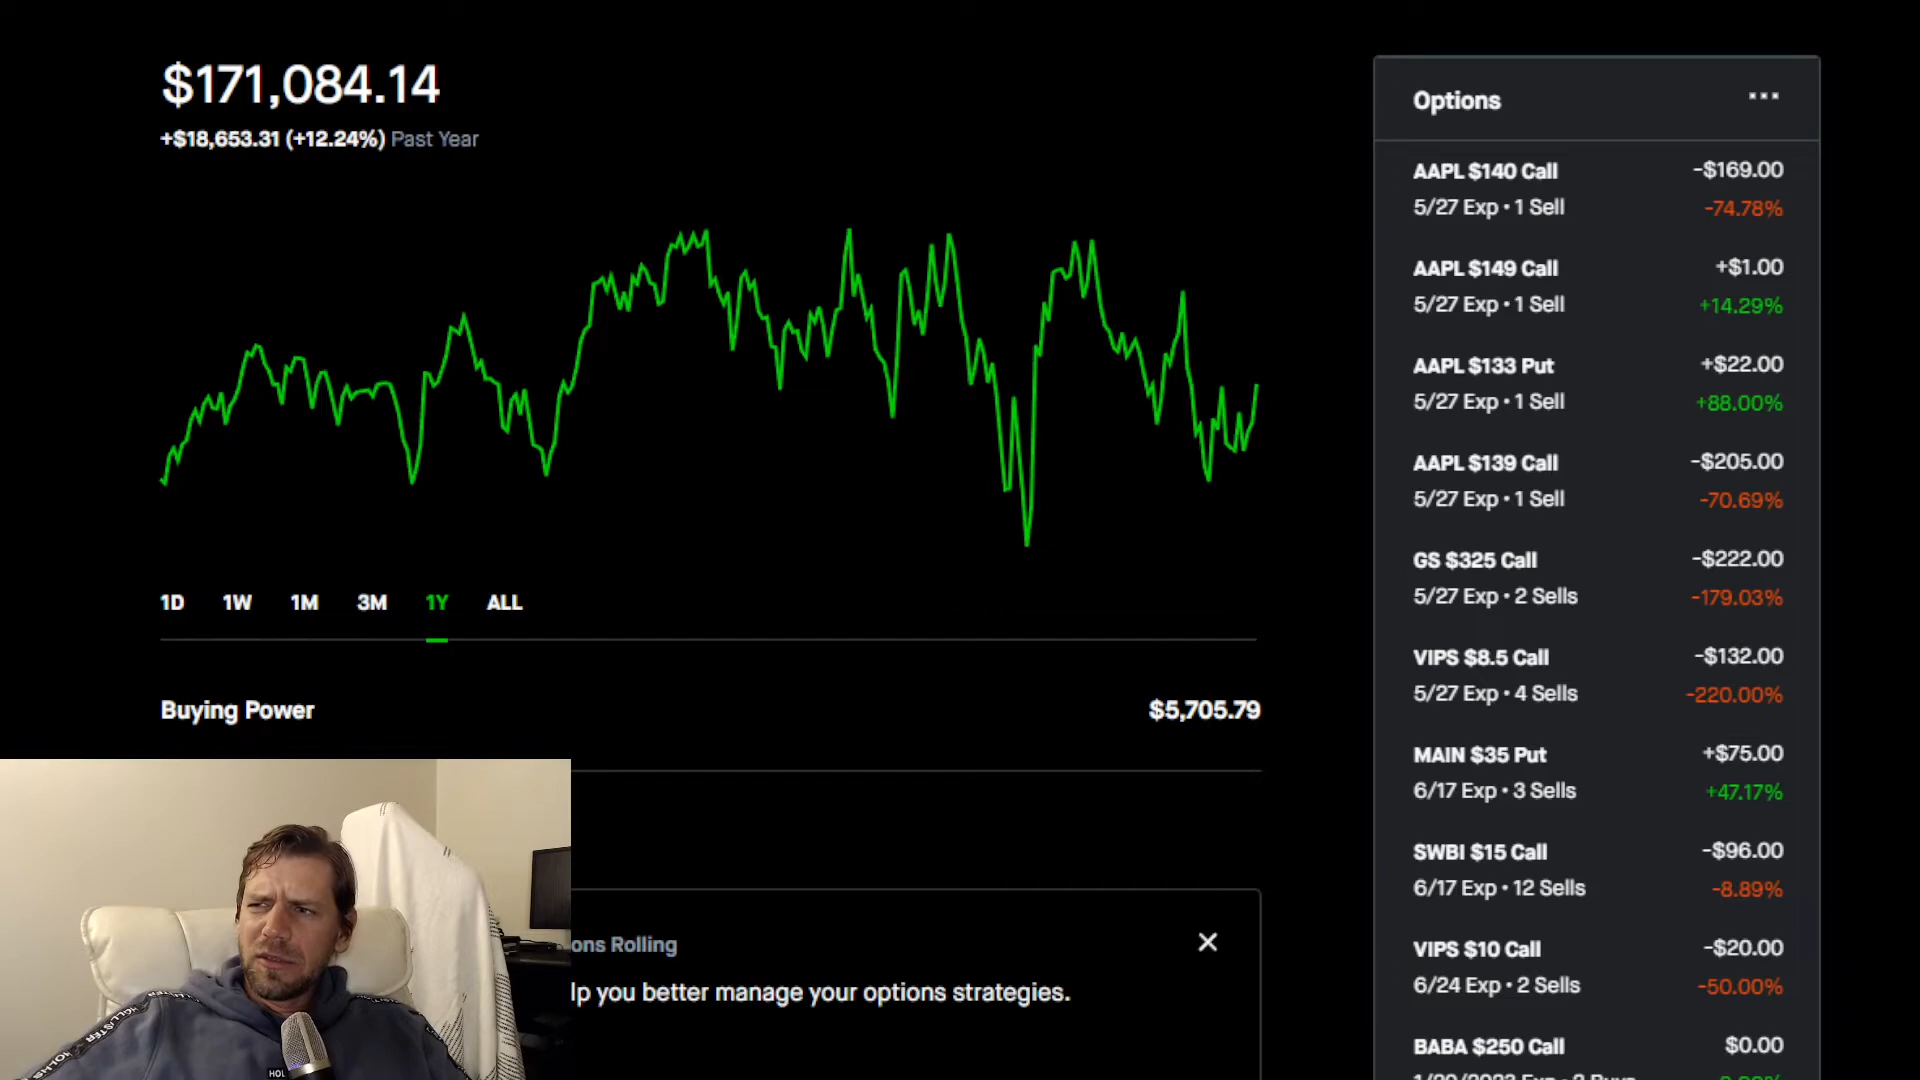 $171,084.14
+$18,653.31 (+12.24%) Past Year
1D 1W 1M 3M 1Y ALL
Buying Power $5,705.79
ons Rolling
lp you better manage your options strategies.
HOLLISTER
HOL
Options
AAPL $140 Call -$169.00
5/27 Exp • 1 Sell -74.78%
AAPL $149 Call +$1.00
5/27 Exp • 1 Sell +14.29%
AAPL $133 Put +$22.00
5/27 Exp • 1 Sell +88.00%
AAPL $139 Call -$205.00
5/27 Exp • 1 Sell -70.69%
GS $325 Call -$222.00
5/27 Exp • 2 Sells -179.03%
VIPS $8.5 Call -$132.00
5/27 Exp • 4 Sells -220.00%
MAIN $35 Put +$75.00
6/17 Exp • 3 Sells +47.17%
SWBI $15 Call -$96.00
6/17 Exp • 12 Sells -8.89%
VIPS $10 Call -$20.00
6/24 Exp • 2 Sells -50.00%
BABA $250 Call $0.00